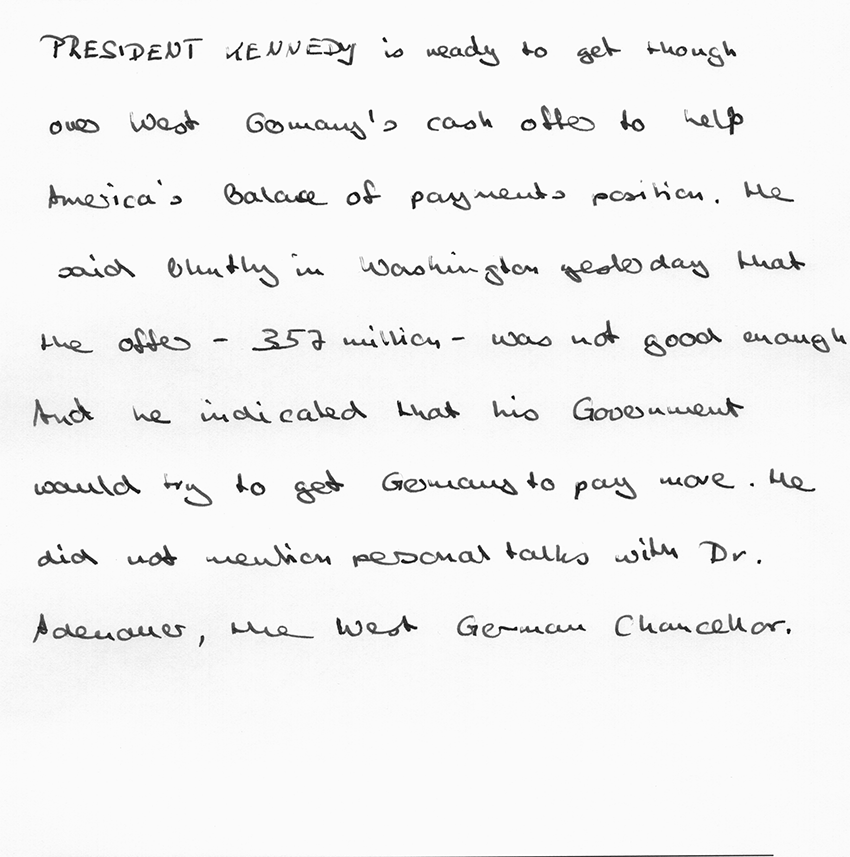 PRESIDENT KENNEDY is ready to get though
over West Germany's cash offer to help
America's Balance of payments position. He
said bluntly in Washington yesterday that
the offer - 357 million - was not good enough
And he indicated that his Government
would try to get Germany to pay more. He
did not mention personal talks with Dr.
Adenauer, the West German Chancellor.